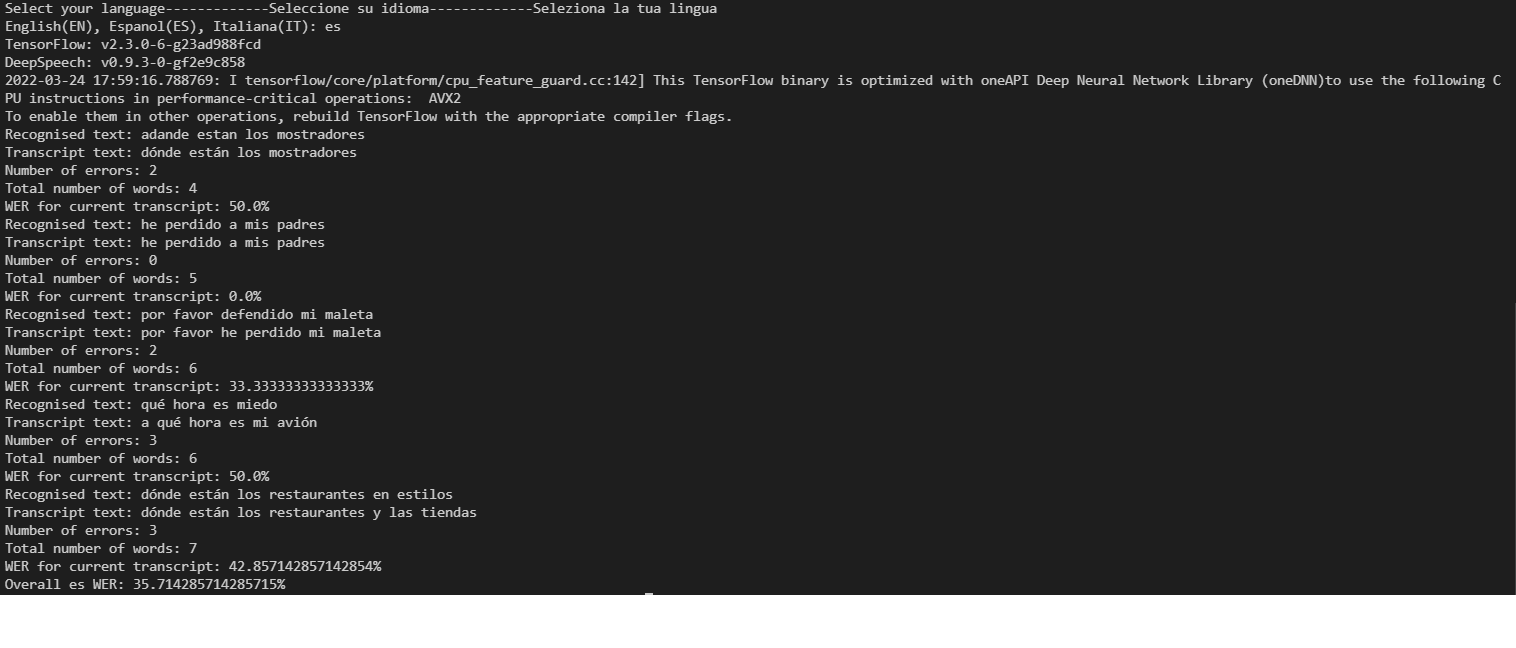 Select your language-------------Seleccione su idioma-------------Seleziona la tua lingua
English(EN), Espanol(ES), Italiana(IT): es
TensorFlow: v2.3.0-6-g23ad988fcd
DeepSpeech: v0.9.3-0-gf2e9c858
2022-03-24 17:59:16.788769: I tensorflow/core/platform/cpu_feature_guard.cc:142] This TensorFlow binary is optimized with oneAPI Deep Neural Network Library (oneDNN)to use the following C
PU instructions in performance-critical operations:  AVX2
To enable them in other operations, rebuild TensorFlow with the appropriate compiler flags.
Recognised text: adande estan los mostradores
Transcript text: dónde están los mostradores
Number of errors: 2
Total number of words: 4
WER for current transcript: 50.0%
Recognised text: he perdido a mis padres
Transcript text: he perdido a mis padres
Number of errors: 0
Total number of words: 5
WER for current transcript: 0.0%
Recognised text: por favor defendido mi maleta
Transcript text: por favor he perdido mi maleta
Number of errors: 2
Total number of words: 6
WER for current transcript: 33.33333333333333%
Recognised text: qué hora es miedo
Transcript text: a qué hora es mi avión
Number of errors: 3
Total number of words: 6
WER for current transcript: 50.0%
Recognised text: dónde están los restaurantes en estilos
Transcript text: dónde están los restaurantes y las tiendas
Number of errors: 3
Total number of words: 7
WER for current transcript: 42.857142857142854%
Overall es WER: 35.714285714285715%